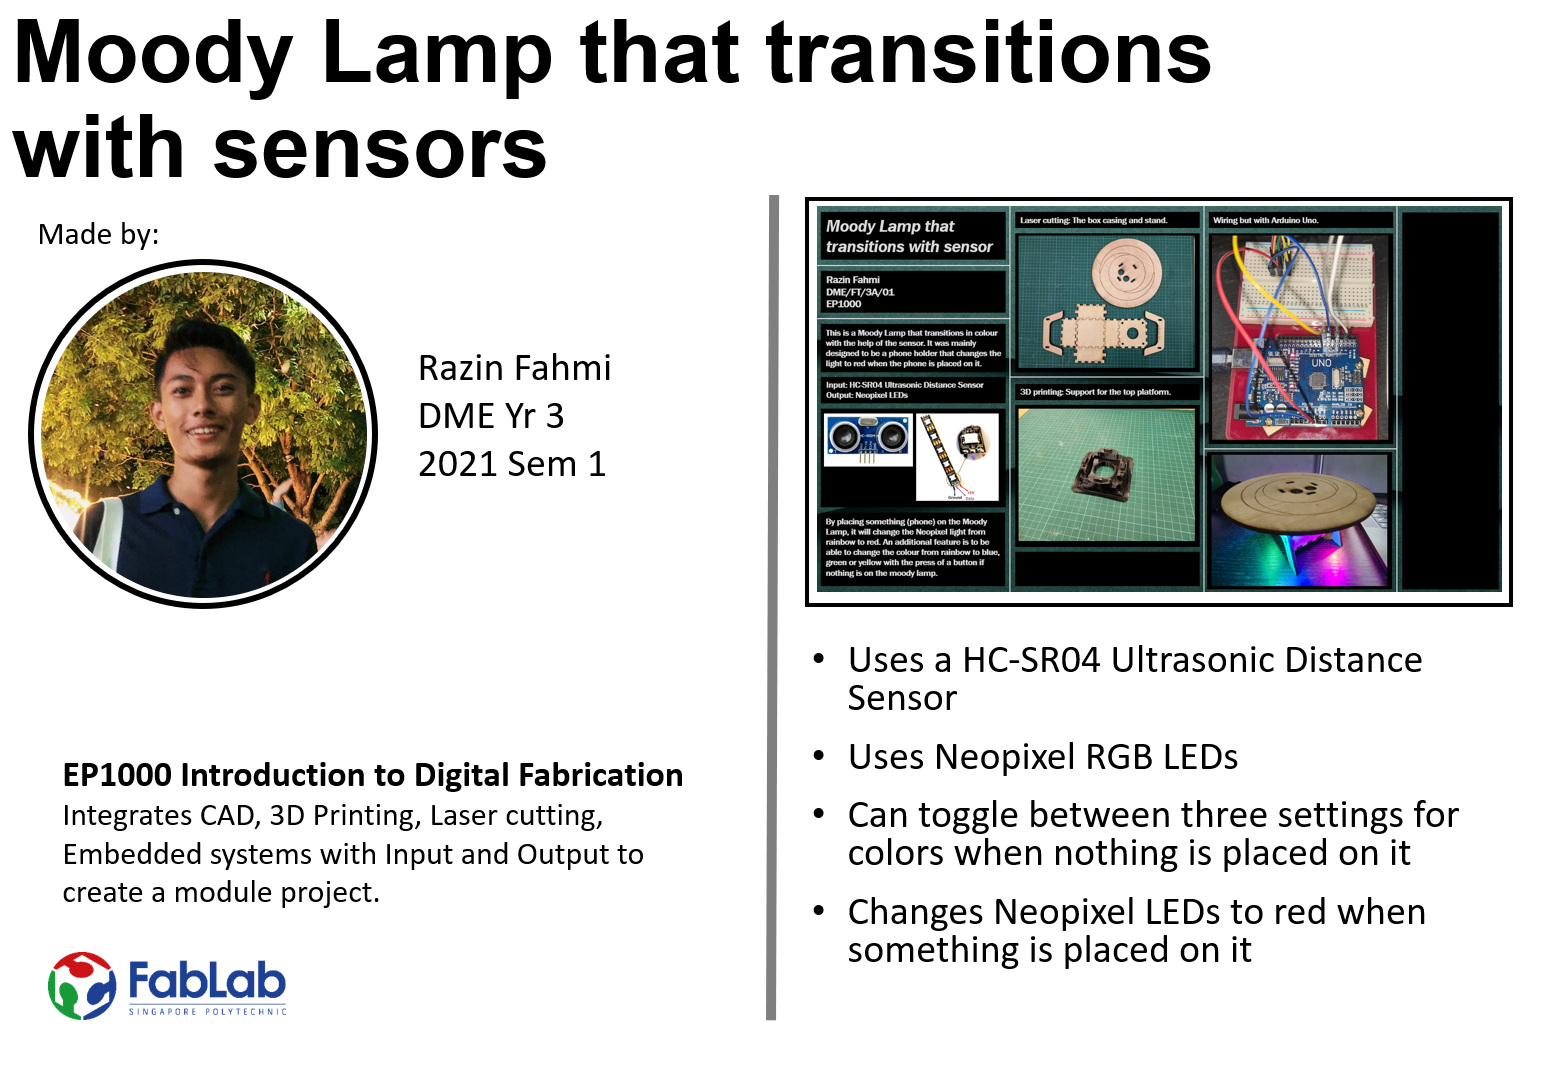 Moody Lamp that transitions
with sensors
Made by:
Razin Fahmi
DME Yr 3
2021 Sem 1
EP1000 Introduction to Digital Fabrication
Integrates CAD, 3D Printing, Laser cutting,
Embedded systems with Input and Output to
create a module project.
FabLab
SINGAPORE POLYTECHNIC
Moody Lamp that
transitions with sensor
Razin Fahmi
DME/FT/3A/01
EP1000
This is a Moody Lamp that transitions in colour
with the help of the sensor. It was mainly
designed to be a phone holder that changes the
light to red when the phone is placed on it.
Input: HC-SR04 Ultrasonic Distance Sensor
Output: Neopixel LEDs
Ground
Data
By placing something (phone) on the Moody
Lamp, it will change the Neopixel light from
rainbow to red. An additional feature is to be
able to change the colour from rainbow to blue,
green or yellow with the press of a button if
nothing is on the moody lamp.
Laser cutting: The box casing and stand.
3D printing: Support for the top platform.
Wiring but with Arduino Uno.
UNO
• Uses a HC-SR04 Ultrasonic Distance
Sensor
• Uses Neopixel RGB LEDs
• Can toggle between three settings for
colors when nothing is placed on it
• Changes Neopixel LEDs to red when
something is placed on it